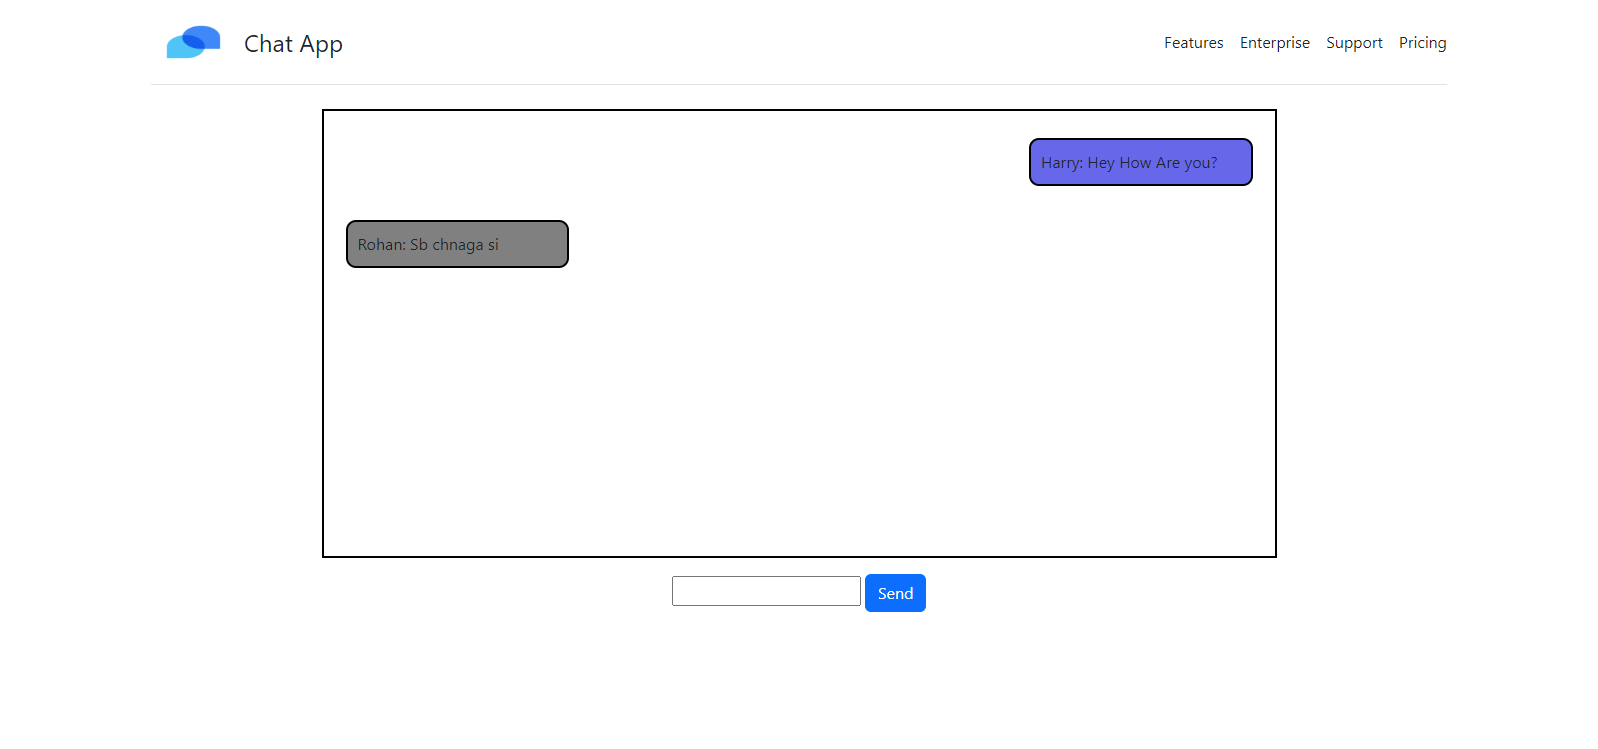 Chat App
Features Enterprise Support Pricing
Harry: Hey How Are you?
Rohan: Sb chnaga si
Send